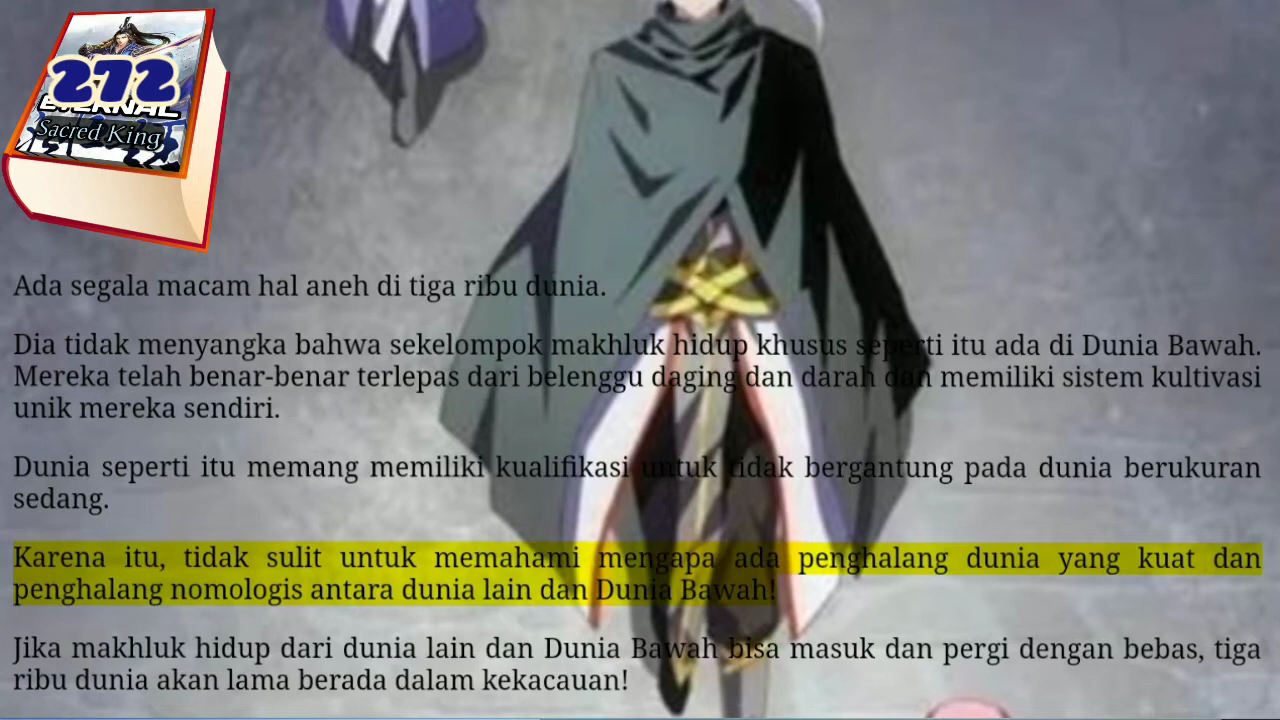 272
ETERNAL
Sacred King
Ada segala macam hal aneh di tiga ribu dunia.
Dia tidak menyangka bahwa sekelompok makhluk hidup khusus seperti itu ada di Dunia Bawah.
Mereka telah benar-benar terlepas dari belenggu daging dan darah dan memiliki sistem kultivasi
unik mereka sendiri.
Dunia seperti itu memang memiliki kualifikasi untuk tidak bergantung pada dunia berukuran
sedang.
Karena itu, tidak sulit untuk memahami mengapa ada penghalang dunia yang kuat dan
penghalang nomologis antara dunia lain dan Dunia Bawah!
Jika makhluk hidup dari dunia lain dan Dunia Bawah bisa masuk dan pergi dengan bebas, tiga
ribu dunia akan lama berada dalam kekacauan!